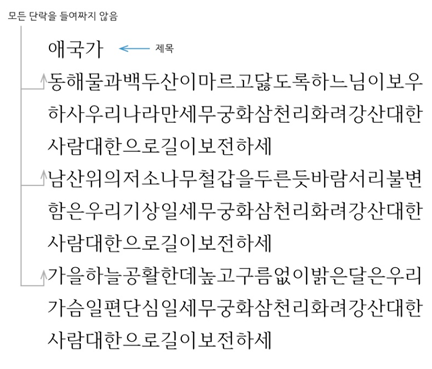 모든 단락을 들여짜지 않음
애국가
제목
동해물과백두산이마르고닳도록하느님이보우
하사우리나라만세무궁화삼천리화려강산대한
사람대한으로길이보전하세
남산위의저소나무철갑을두른듯바람서리불변
함은우리기상일세무궁화삼천리화려강산대한
사람대한으로길이보전하세
가을하늘공활한데높고구름없이밝은달은우리
가슴일편단심일세무궁화삼천리화려강산대한
사람대한으로길이보전하세